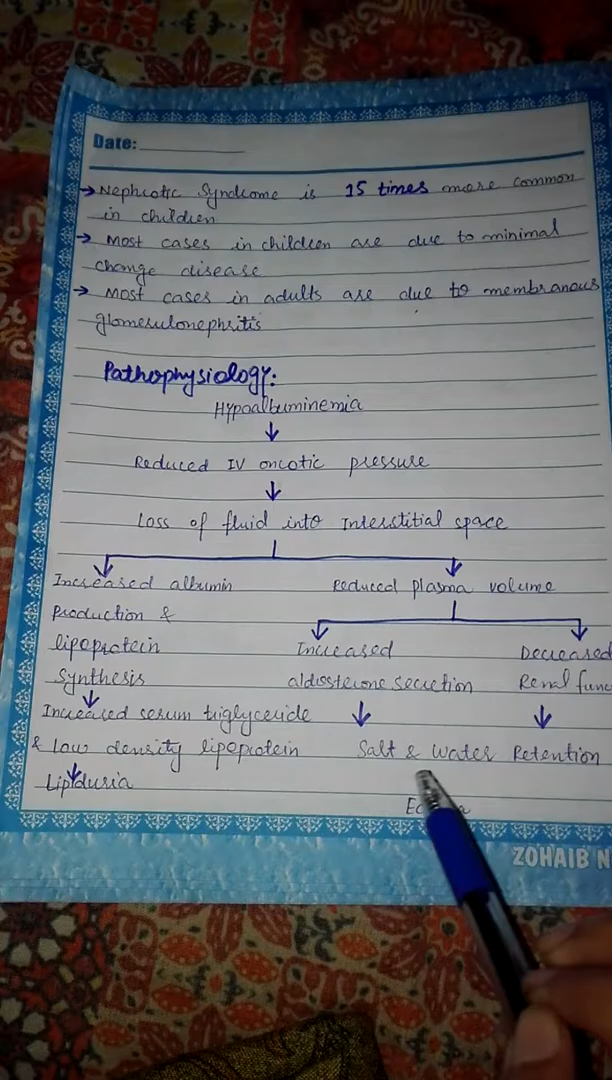 Date:
→ Nephrotic Syndrome is 15 times more common
in children
→ Most cases in children are due to minimal
change disease
→ Most cases in adults are due to membranous
glomerulonephritis
Pathophysiology:
Hypoalbuminemia
↓
Reduced IV oncotic pressure
↓
Loss of fluid into Interstitial space
Increased albumin
production &
lipoprotein
Synthesis
↓
Increased serum triglyceride
& low density lipoprotein
↓
Lipiduria
Reduced plasma volume
Increased
aldosterone secretion
↓
Decreased
Renal func
↓
Salt & Water Retention
ZOHAIB N